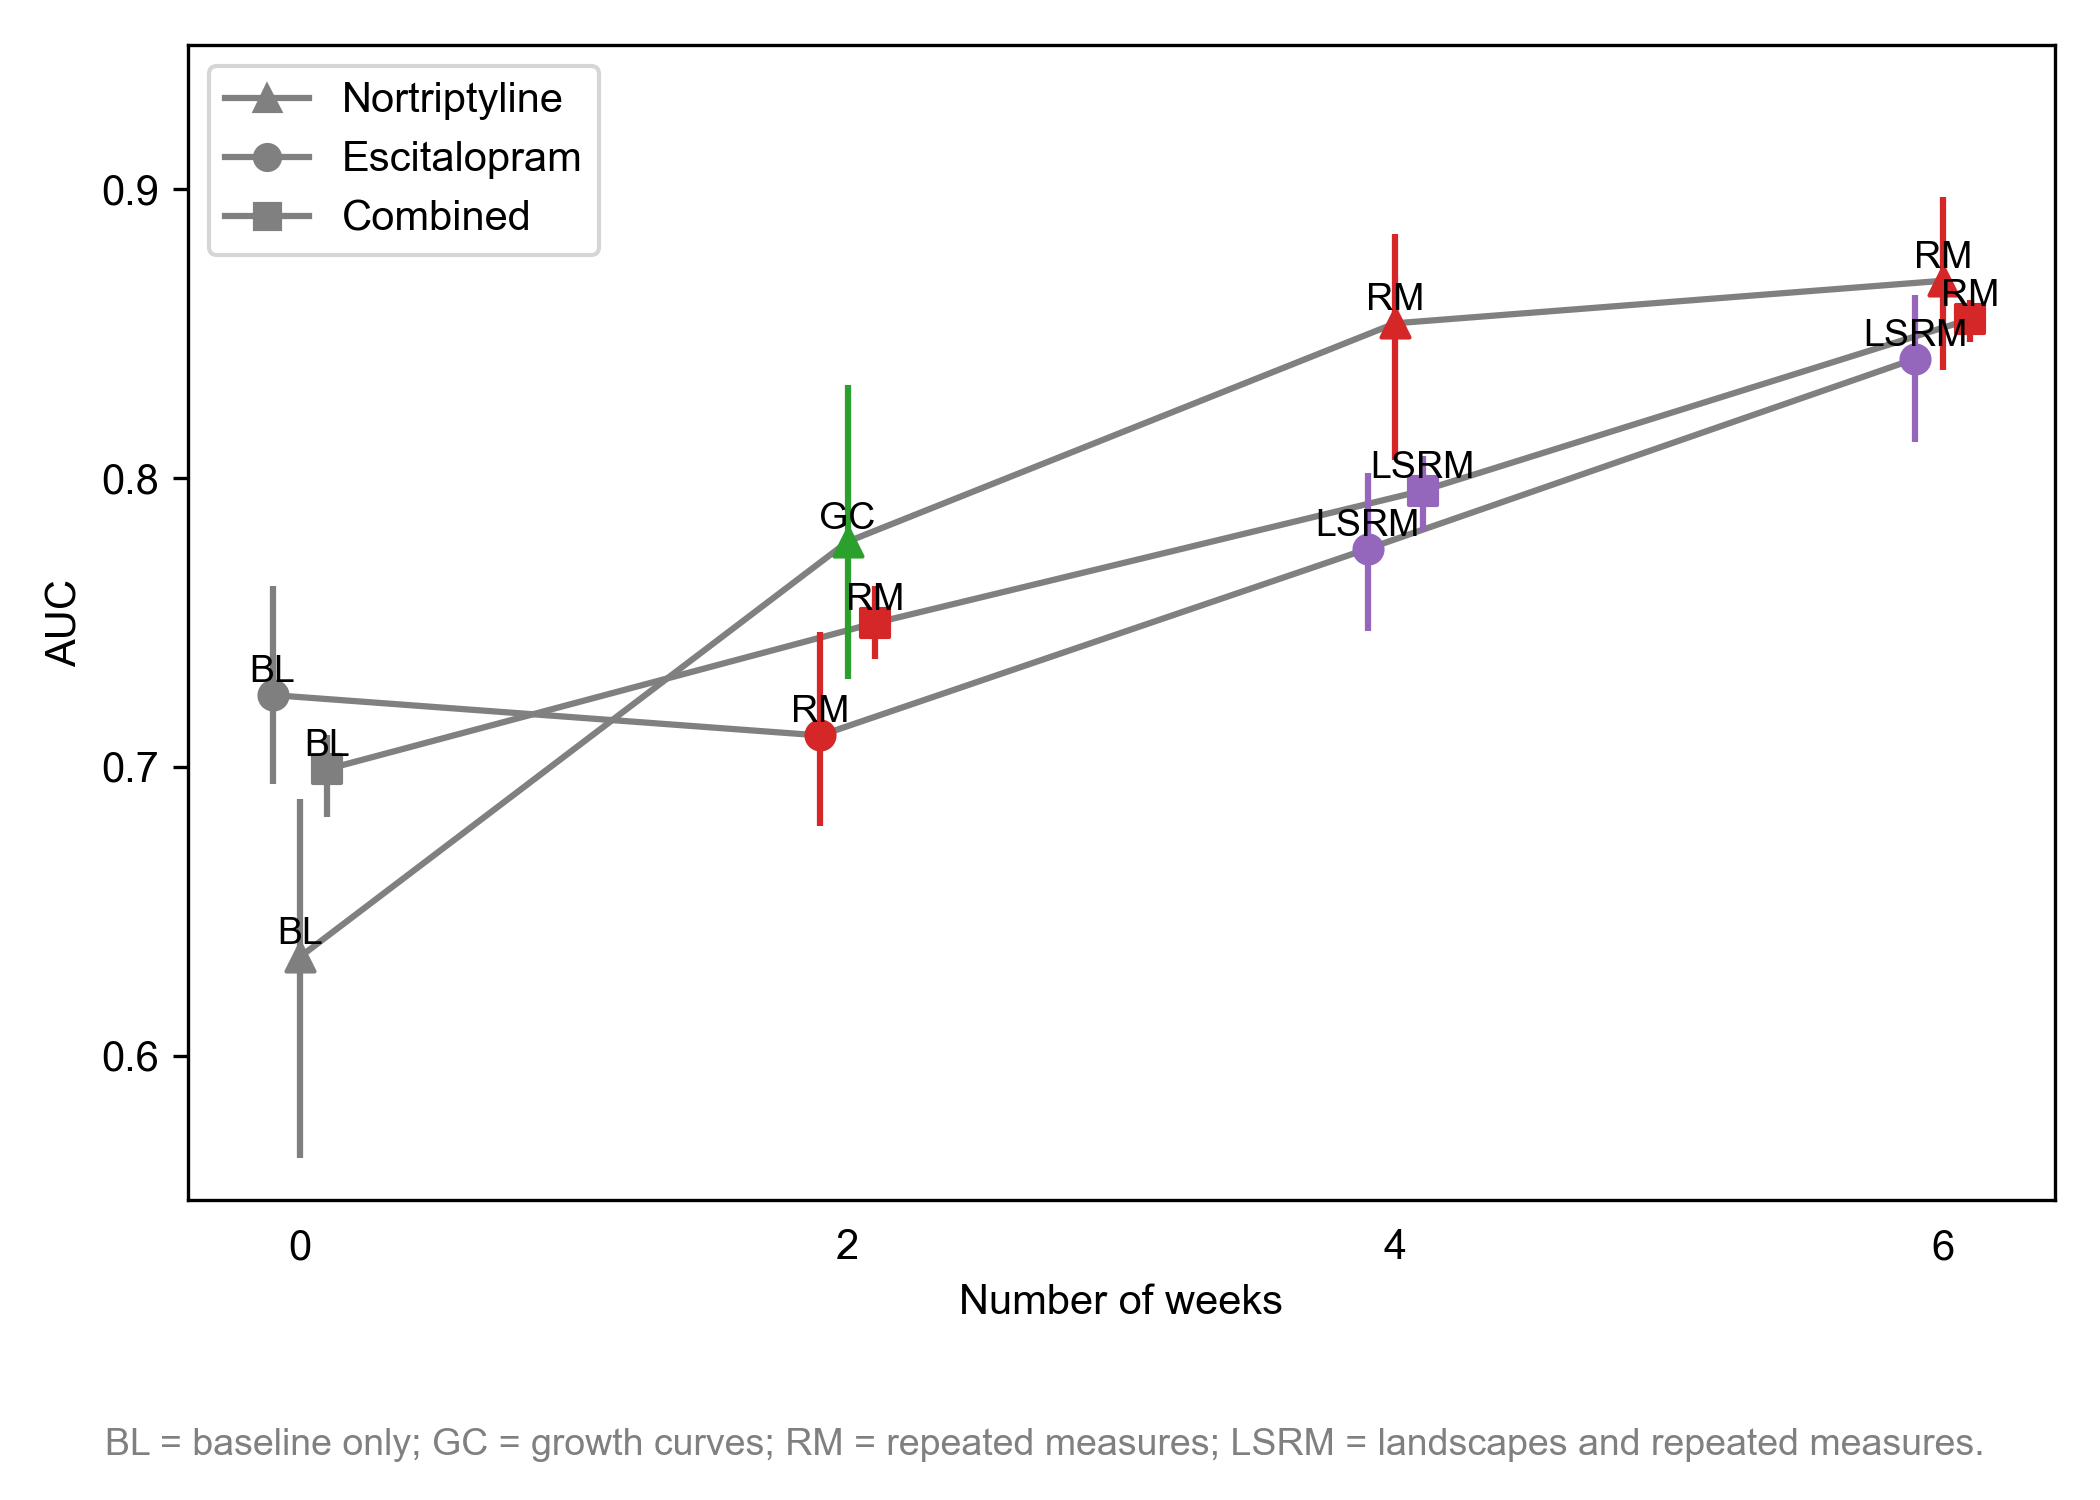 Nortriptyline
Escitalopram
Combined
0.9
0.8
0.7
0.6
AUC
BL
BL
BL
GC
RM
RM
RM
LSRM
LSRM
RM
RM
LSRM
0
2
4
6
Number of weeks
BL = baseline only; GC = growth curves; RM = repeated measures; LSRM = landscapes and repeated measures.